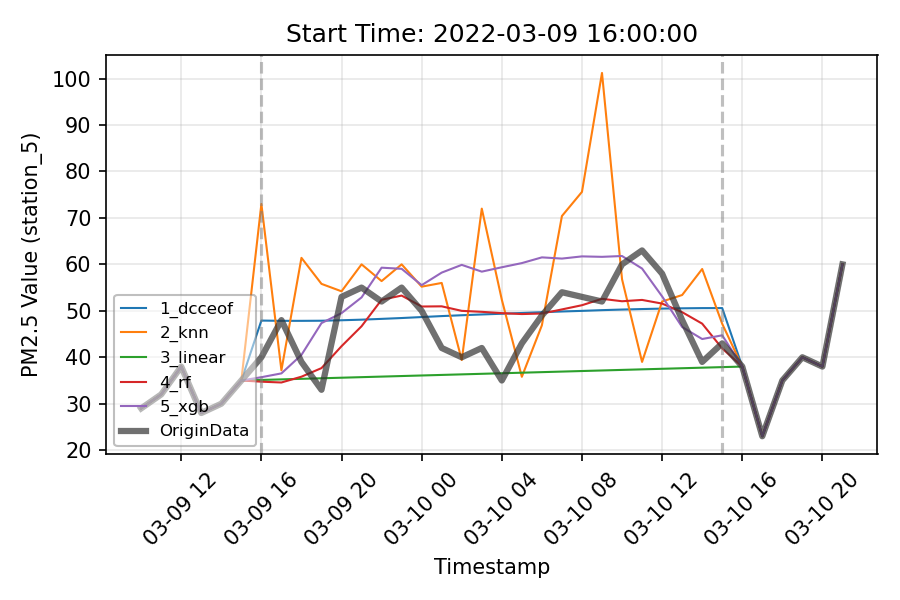 Start Time: 2022-03-09 16:00:00
PM2.5 Value (station_5)
100
90
80
70
60
50
40
30
20
1_dcceof
2_knn
3_linear
4_rf
5_xgb
OriginData
03-09 12
03-09 16
03-09 20
03-10 00
03-10 04
03-10 08
03-10 12
03-10 16
03-10 20
Timestamp